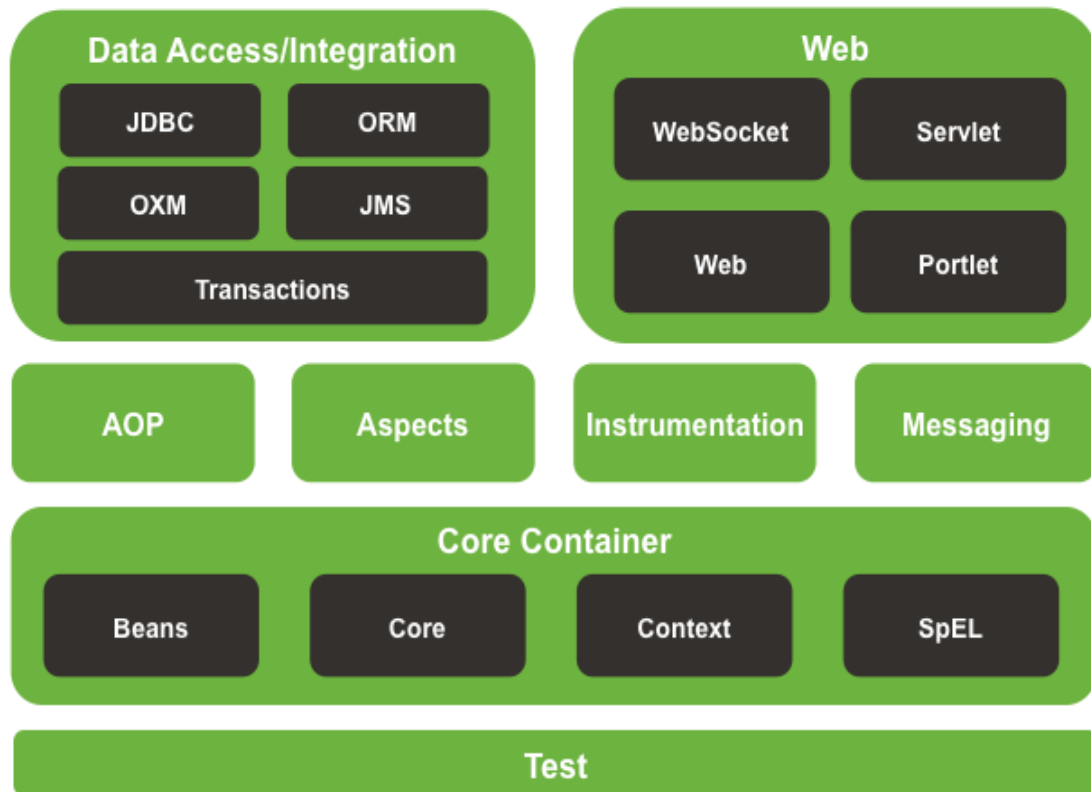 Data Access/Integration
JDBC
ORM
OXM
JMS
Transactions
Web
WebSocket
Servlet
Web
Portlet
AOP
Aspects
Instrumentation
Messaging
Core Container
Beans
Core
Context
SpEL
Test